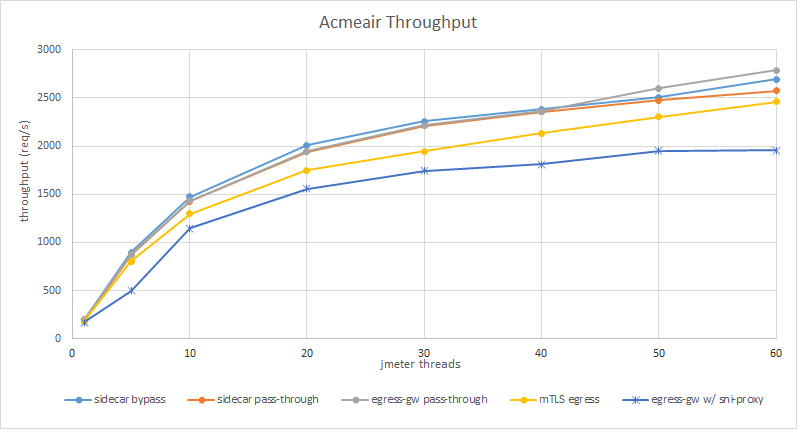 Acmeair Throughput
throughput (req/s)
3000
2500
2000
1500
1000
500
0
0 10 20 30 40 50 60
jmeter threads
sidecar bypass sidecar pass-through egress-gw pass-through mTLS egress egress-gw w/ sni-proxy